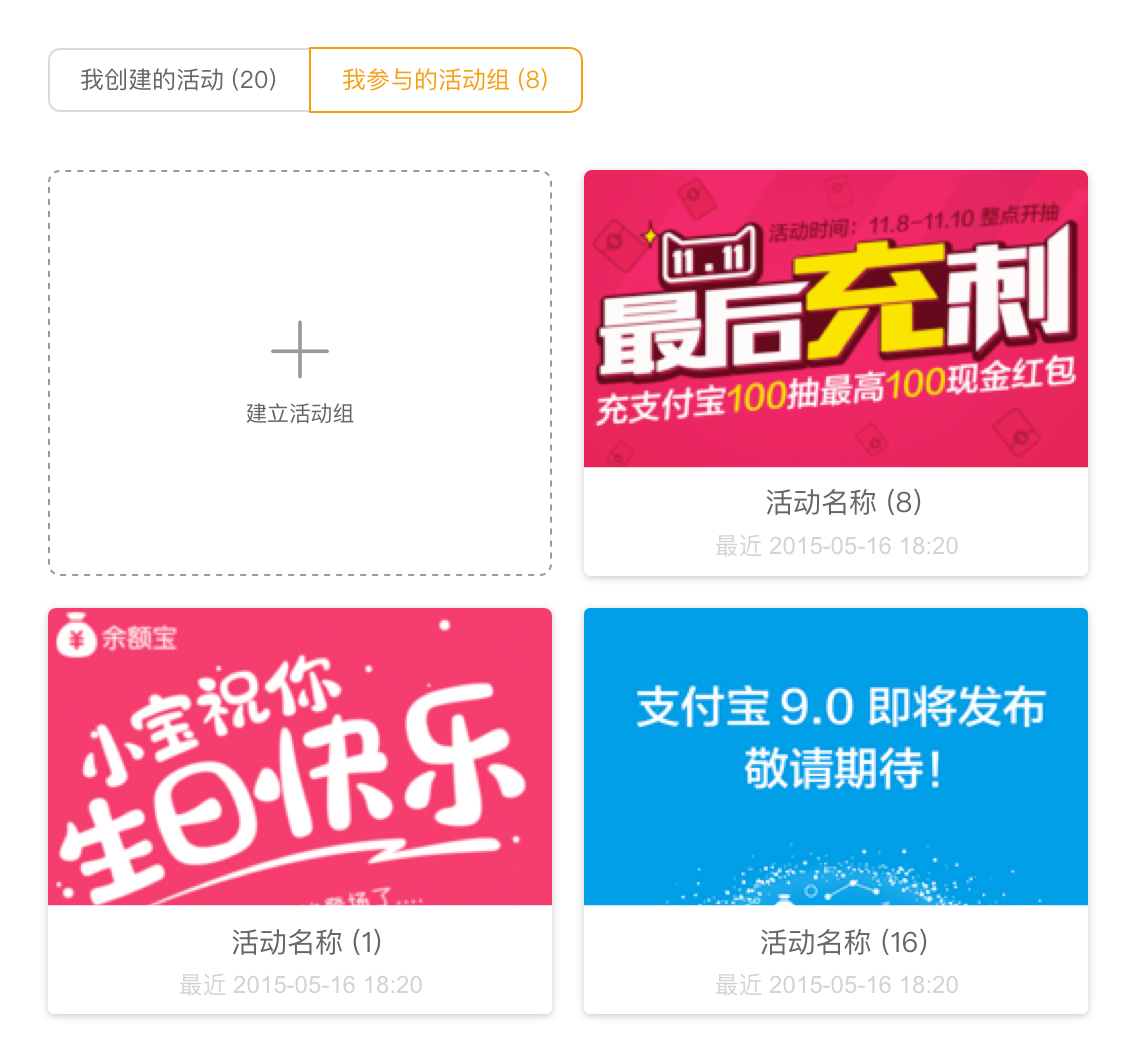 我创建的活动 (20)
我参与的活动组 (8)
建立活动组
活动时间：11.8-11.10 整点开抽
11.11
最后充刺
充支付宝100抽最高100现金红包
活动名称 (8)
最近 2015-05-16 18:20
余额宝
小宝祝你
生日快乐
登场了....
活动名称 (1)
最近 2015-05-16 18:20
支付宝 9.0 即将发布
敬请期待！
活动名称 (16)
最近 2015-05-16 18:20